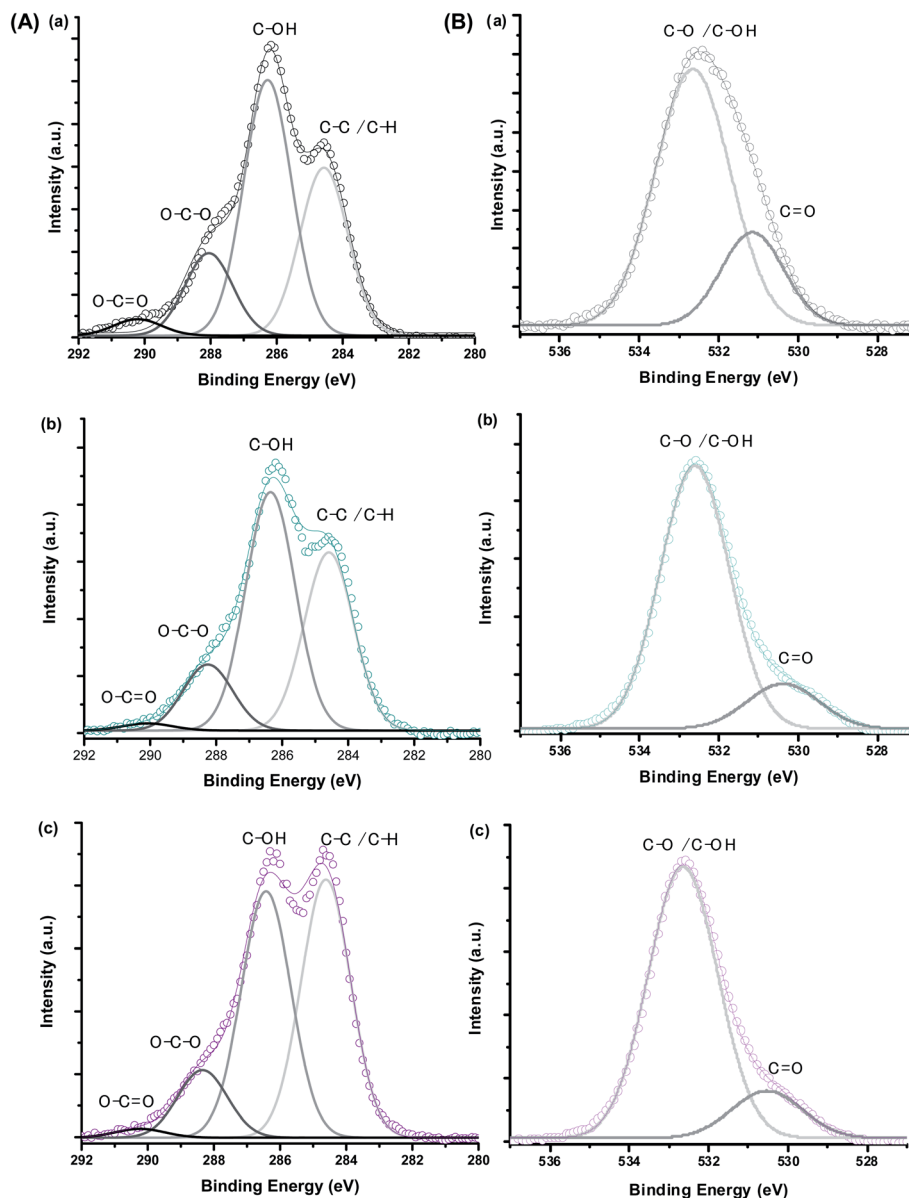 (A)
(a)
C-OH
C-C /C-H
O-C-O
O-C=O
Intensity (a.u.)
292 290 288 286 284 282 280
Binding Energy (eV)
(B)
(a)
C-O /C-OH
C=O
Intensity (a.u.)
536 534 532 530 528
Binding Energy (eV)
(b)
C-OH
C-C /C-H
O-C-O
O-C=O
Intensity (a.u.)
292 290 288 286 284 282 280
Binding Energy (eV)
(b)
C-O /C-OH
C=O
Intensity (a.u.)
536 534 532 530 528
Binding Energy (eV)
(c)
C-OH
C-C /C-H
O-C-O
O-C=O
Intensity (a.u.)
292 290 288 286 284 282 280
Binding Energy (eV)
(c)
C-O /C-OH
C=O
Intensity (a.u.)
536 534 532 530 528
Binding Energy (eV)